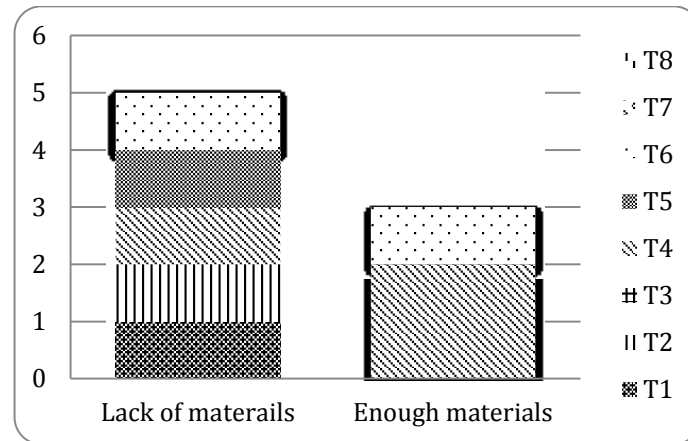 6
5
4
3
2
1
0
Lack of materails
Enough materials
T8
T7
T6
T5
T4
T3
T2
T1